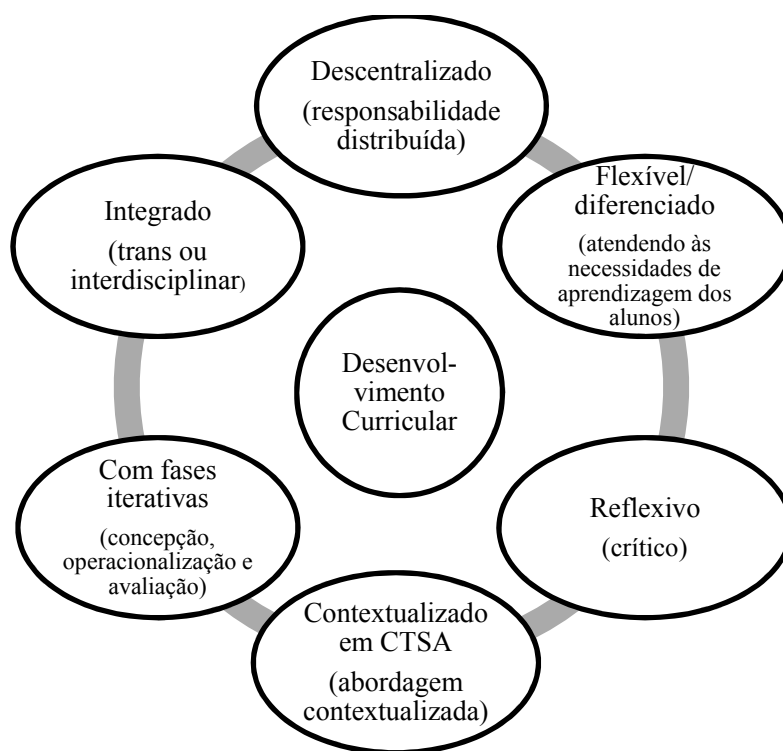 Descentralizado
(responsabilidade
distribuída)
Flexível/
diferenciado
(atendendo às
necessidades de
aprendizagem dos
alunos)
Integrado
(trans ou
interdisciplinar)
Desenvol-
vimento
Curricular
Com fases
iterativas
(concepção,
operacionalização e
avaliação)
Reflexivo
(crítico)
Contextualizado
em CTSA
(abordagem
contextualizada)